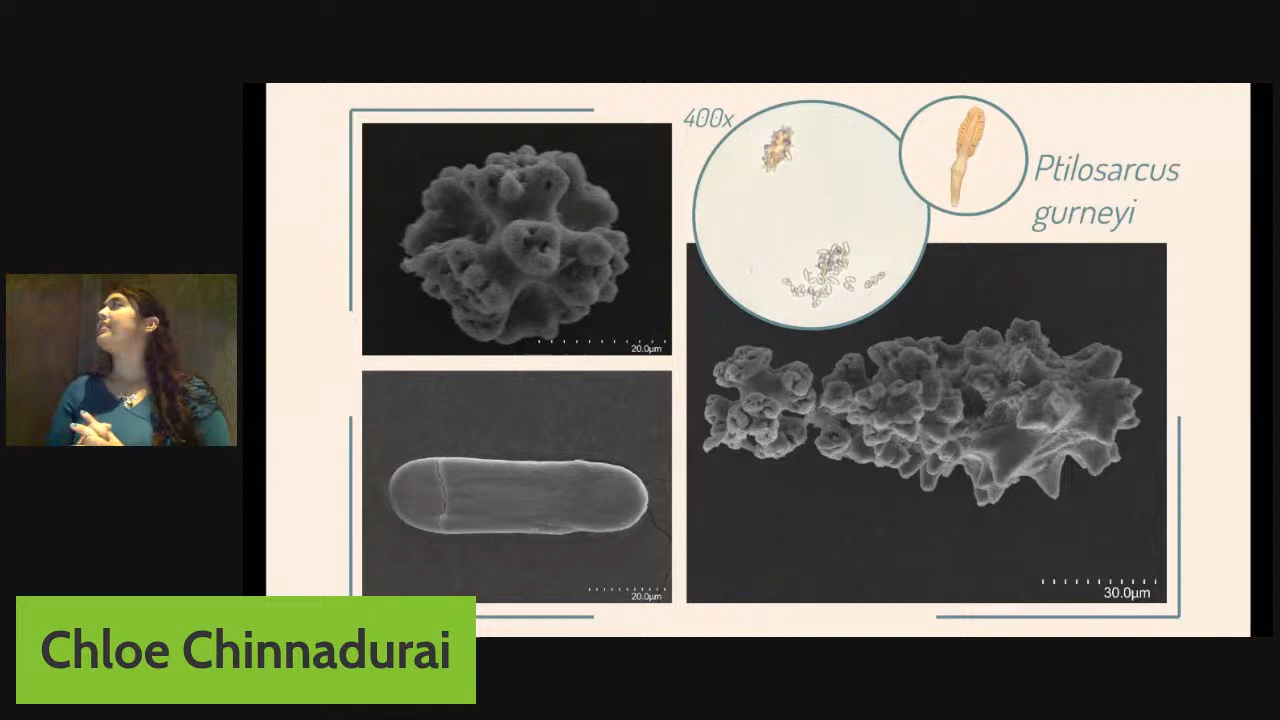 400x
Ptilosarcus
gurneyi
20.0µm
20.0µm
30.0µm
Chloe Chinnadurai